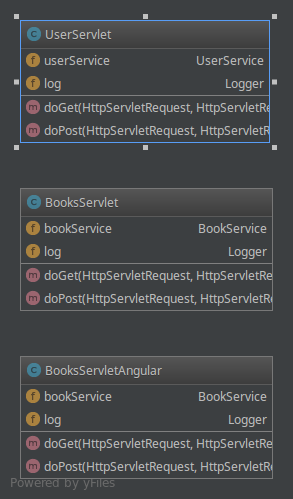 C UserServlet
f userService UserService
f log Logger
m doGet(HttpServletRequest, HttpServletRe
m doPost(HttpServletRequest, HttpServletR
C BooksServlet
f bookService BookService
f log Logger
m doGet(HttpServletRequest, HttpServletRe
m doPost(HttpServletRequest, HttpServletR
C BooksServletAngular
f bookService BookService
f log Logger
m doGet(HttpServletRequest, HttpServletRe
m doPost(HttpServletRequest, HttpServletR
Powered by yFiles